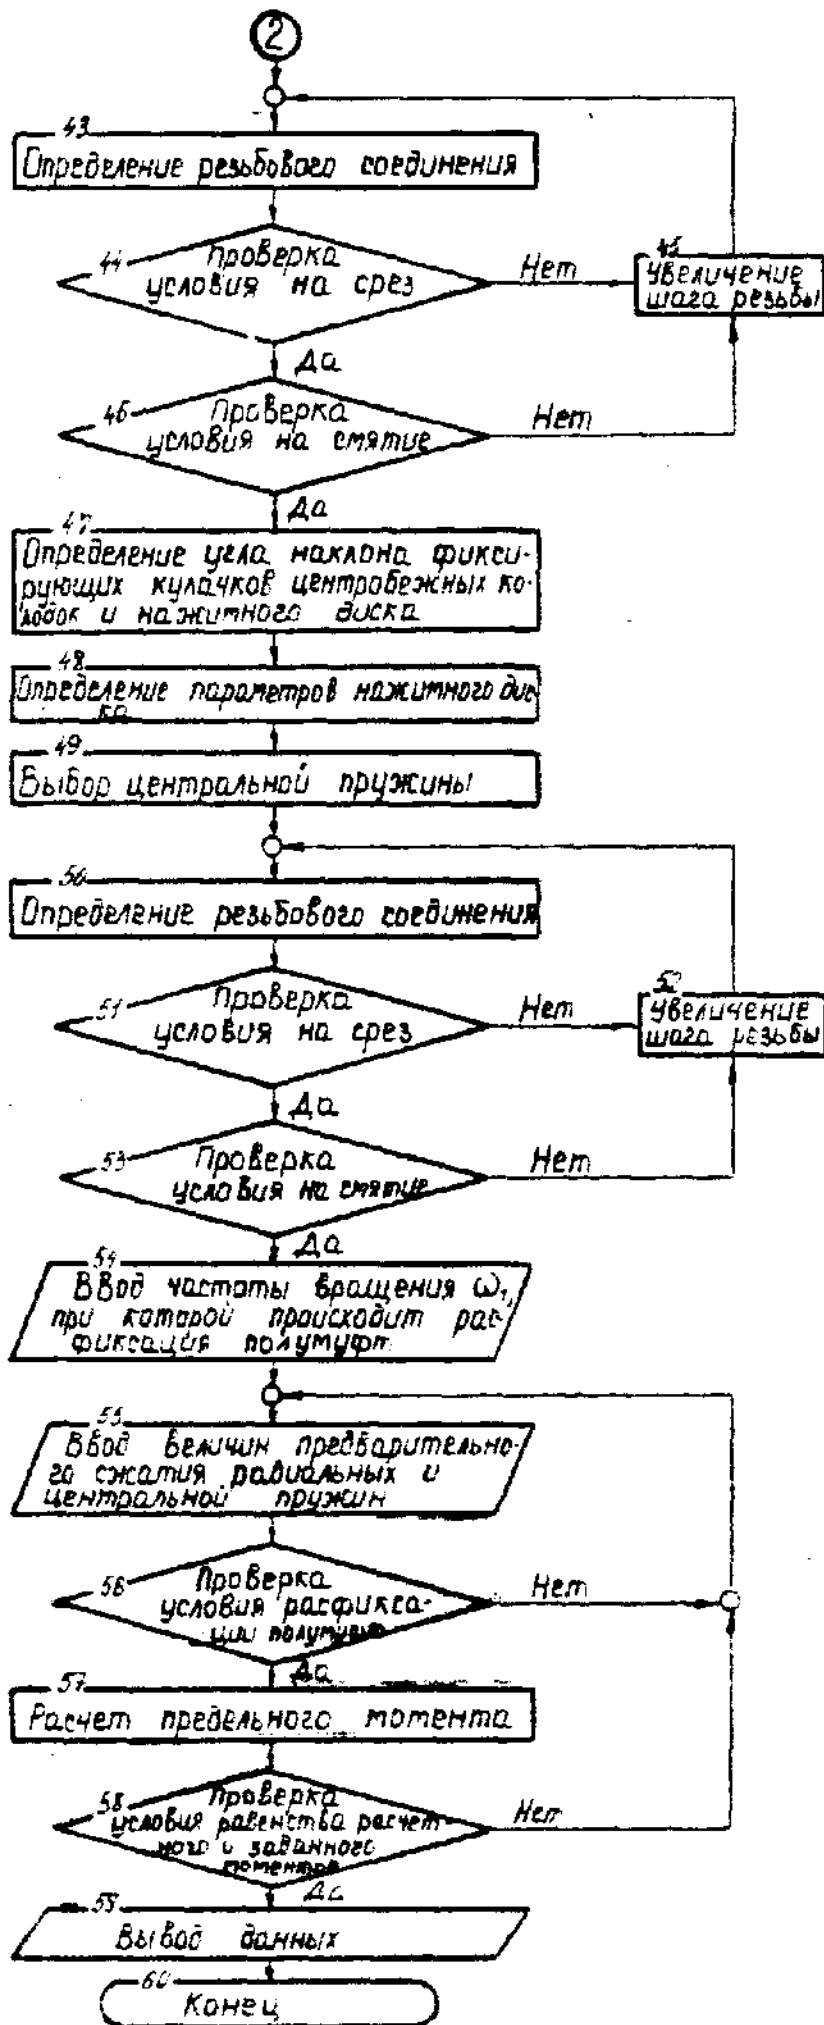 2
43
Определение резьбового соединения
44
Проверка
условия на срез
Нет
45
Увеличение
шага резьбы
Да
46
Проверка
условия на смятие
Нет
Да
47
Определение угла наклона фикси-
рующих кулачков центробежных ко-
лодок и нажитного диска
48
Определение параметров нажитного дис-
ка
49
Выбор центральной пружины
50
Определение резьбового соединения
51
Проверка
условия на срез
Нет
52
Увеличение
шага резьбы
Да
53
Проверка
условия на смятие
Нет
Да
54
Ввод частоты вращения ω₁,
при которой происходит рас-
фиксация полумуфт
55
Ввод величин предварительно-
го сжатия радиальных и
центральной пружин
56
Проверка
условия расфикса-
ции полумуфт
Нет
Да
57
Расчет предельного момента
58
Проверка
условия равенства расчет-
ного и заданного
моментов
Нет
Да
59
Вывод данных
60
Конец